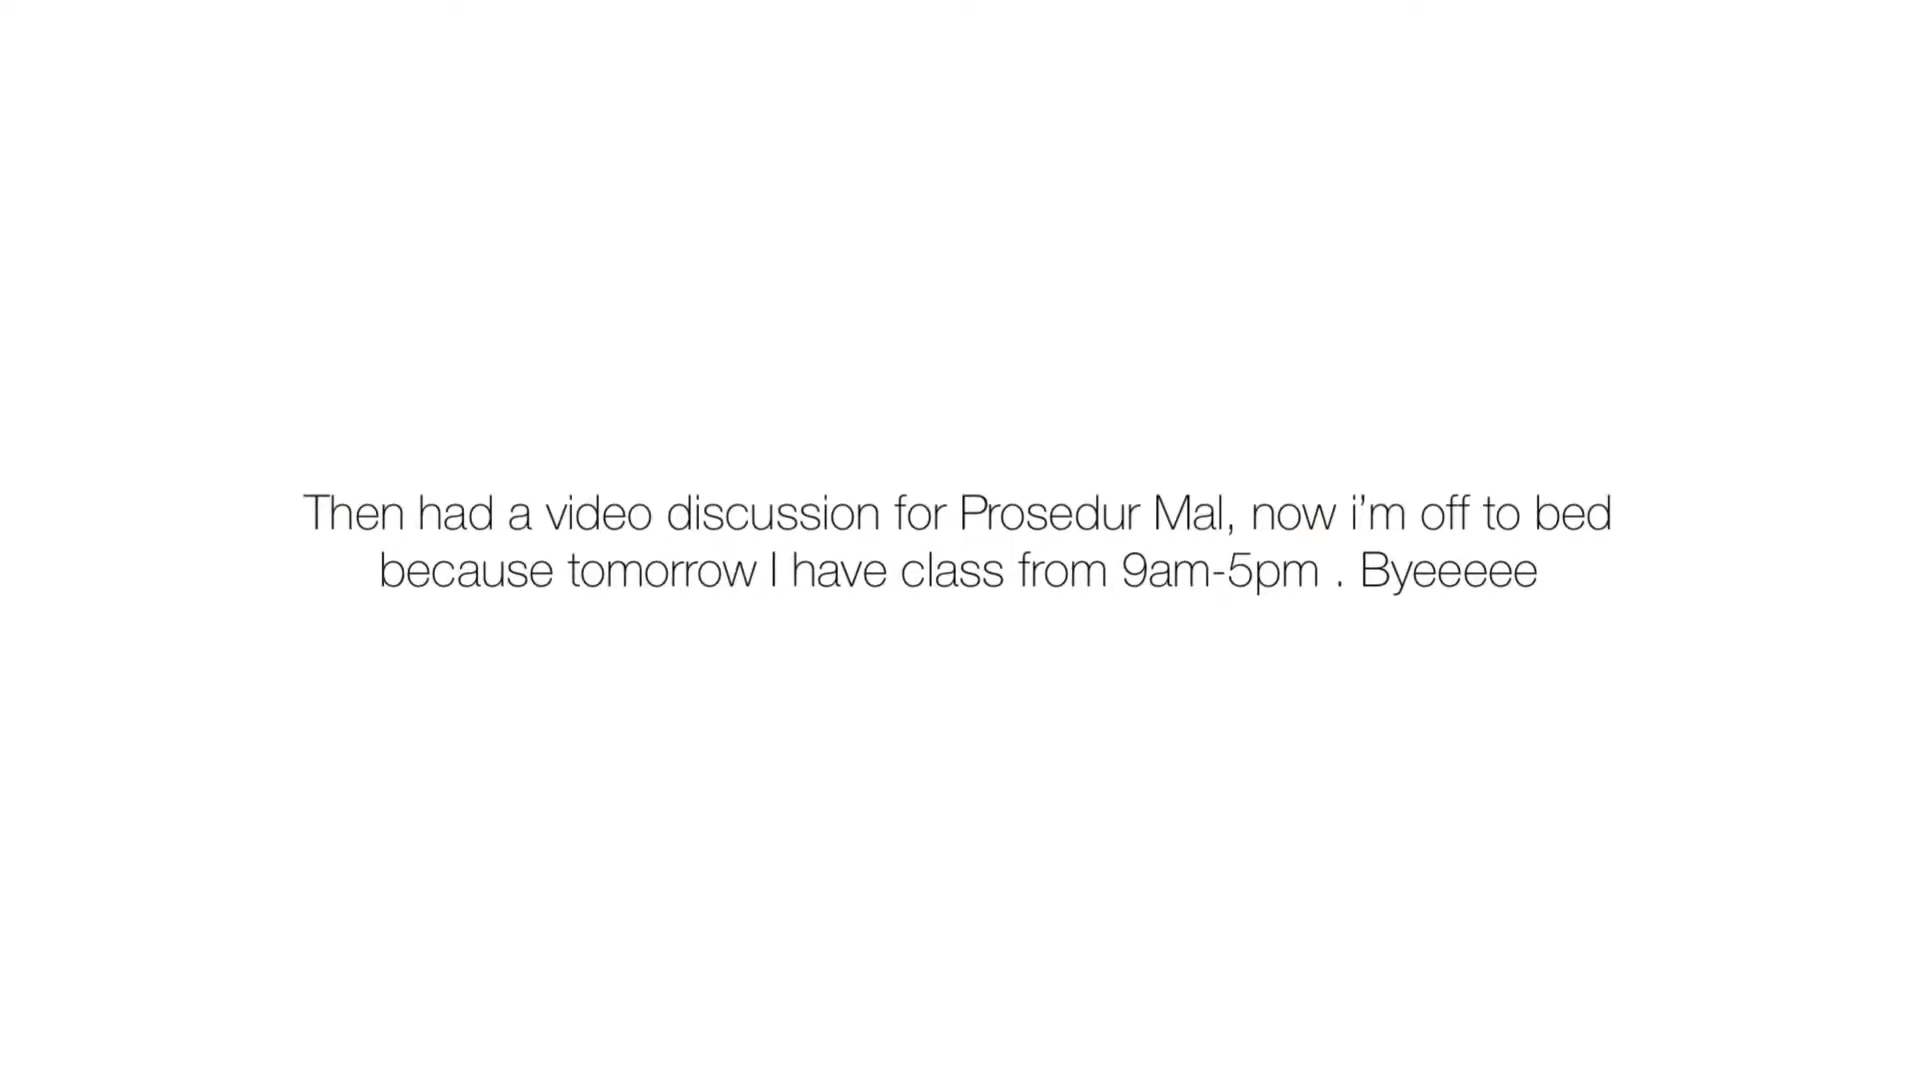 Then had a video discussion for Prosedur Mal, now i’m off to bed
because tomorrow I have class from 9am-5pm . Byeeeee